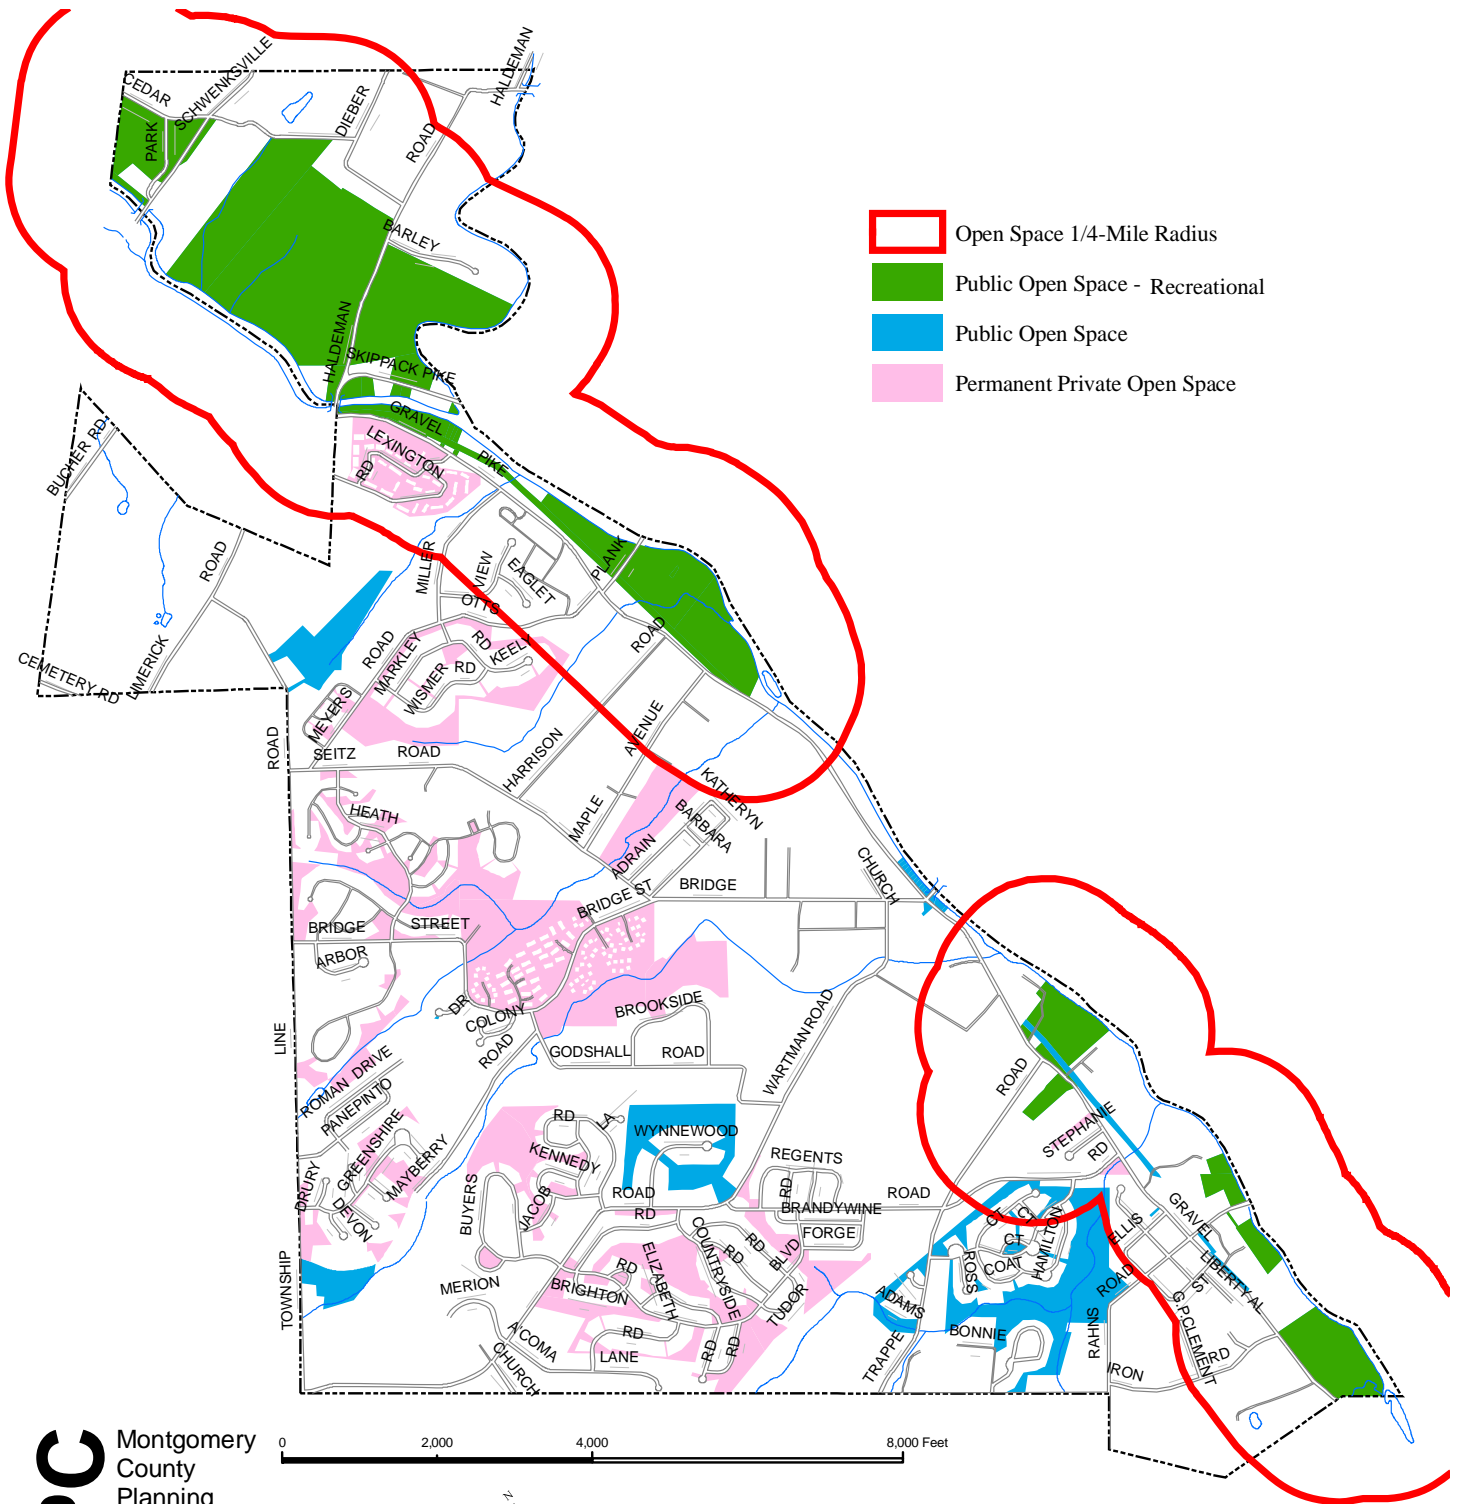 HALDEMAN
SCHWENKSVILLE
CEDAR
DIEBER
PARK
ROAD
BARLEY
Open Space 1/4-Mile Radius
Public Open Space - Recreational
Public Open Space
Permanent Private Open Space
HALDEMAN
SKIPPACK PIKE
GRAVEL
BUCHER RD
LEXINGTON
RD
PIKE
ROAD
MILLER
VIEW
EAGLET
PLANK
OTTS
LIMERICK
CEMETERY RD
ROAD
MARKLEY
RD
KEELY
RD
WISMER
ROAD
MEYERS
ROAD
SEITZ
ROAD
HARRISON
AVENUE
MAPLE
KATHERYN
BARBARA
HEATH
ADRAIN
BRIDGE ST
BRIDGE
CHURCH
BRIDGE
STREET
ARBOR
DR
COLONY
BROOKSIDE
LINE
ROAD
GODSHALL
ROAD
WARTMAN ROAD
ROAD
ROMAN DRIVE
PANEPINTO
GREENSHIRE
MAYBERRY
RD
LA
WYNNEWOOD
STEPHANIE
RD
KENNEDY
REGENTS
DRURY
DEVON
BUYERS
JACOB
ROAD
RD
RD
BRANDYWINE
ROAD
FORGE
GRAVEL
CT
CT
CT
COAT
HAMILTON
ROSS
ELLIS
ROAD
LIBERTY AL
ST
G P CLEMENT
TOWNSHIP
MERION
BRIGHTON
RD
ELIZABETH
COUNTRYSIDE
RD
RD
BLVD
TUDOR
ADAMS
BONNIE
RAHNS
TRAPPE
A'COMA
RD
LANE
RD
RD
CHURCH
IRON
RD
PC
Montgomery
County
Planning
0 2,000 4,000 8,000 Feet
N